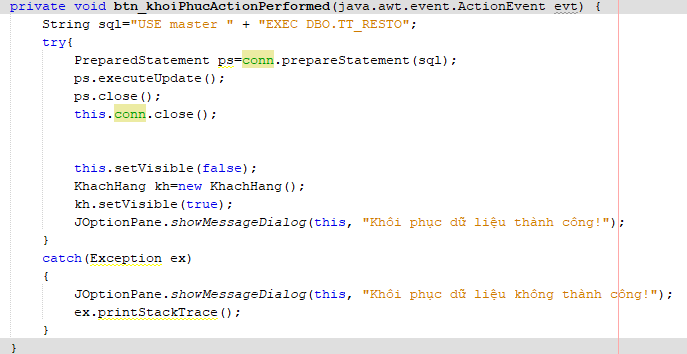 private void btn_khoiPhucActionPerformed(java.awt.event.ActionEvent evt) {
    String sql="USE master " + "EXEC DBO.TT_RESTO";
    try{
        PreparedStatement ps=conn.prepareStatement(sql);
        ps.executeUpdate();
        ps.close();
        this.conn.close();
        this.setVisible(false);
        KhachHang kh=new KhachHang();
        kh.setVisible(true);
        JOptionPane.showMessageDialog(this, "Khôi phục dữ liệu thành công!");
    }
    catch(Exception ex)
    {
        JOptionPane.showMessageDialog(this, "Khôi phục dữ liệu không thành công!");
        ex.printStackTrace();
    }
}